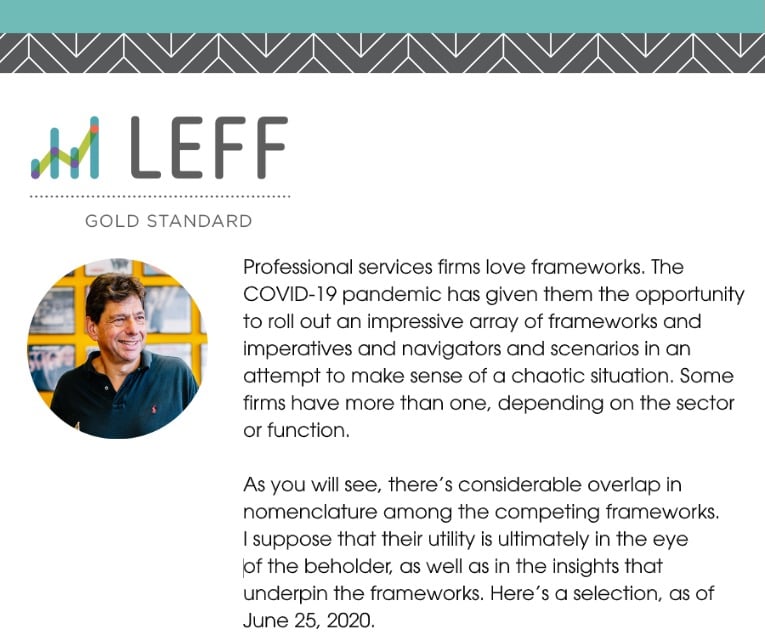 LEFF
GOLD STANDARD
Professional services firms love frameworks. The
COVID-19 pandemic has given them the opportunity
to roll out an impressive array of frameworks and
imperatives and navigators and scenarios in an
attempt to make sense of a chaotic situation. Some
firms have more than one, depending on the sector
or function.
As you will see, there's considerable overlap in
nomenclature among the competing frameworks.
I suppose that their utility is ultimately in the eye
of the beholder, as well as in the insights that
underpin the frameworks. Here's a selection, as of
June 25, 2020.